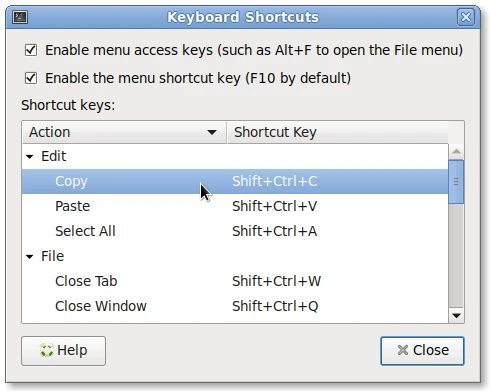 Keyboard Shortcuts
Enable menu access keys (such as Alt+F to open the File menu)
Enable the menu shortcut key (F10 by default)
Shortcut keys:
Action Shortcut Key
Edit
Copy Shift+Ctrl+C
Paste Shift+Ctrl+V
Select All Shift+Ctrl+A
File
Close Tab Shift+Ctrl+W
Close Window Shift+Ctrl+Q
Help Close